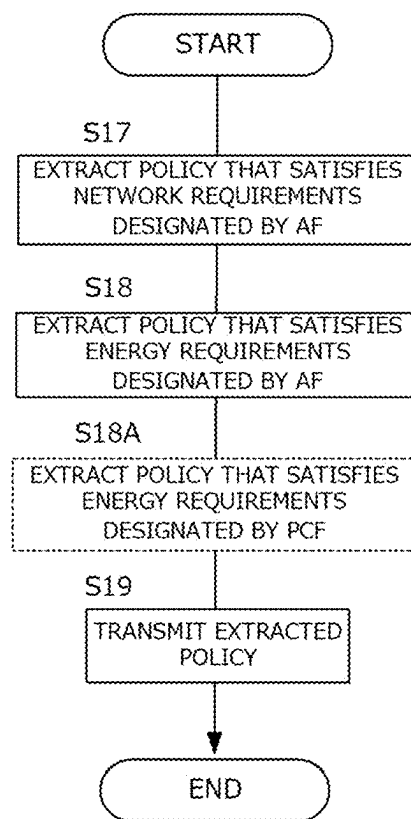 START
S17
EXTRACT POLICY THAT SATISFIES
NETWORK REQUIREMENTS
DESIGNATED BY AF
S18
EXTRACT POLICY THAT SATISFIES
ENERGY REQUIREMENTS
DESIGNATED BY AF
S18A
EXTRACT POLICY THAT SATISFIES
ENERGY REQUIREMENTS
DESIGNATED BY PCF
S19
TRANSMIT EXTRACTED
POLICY
END